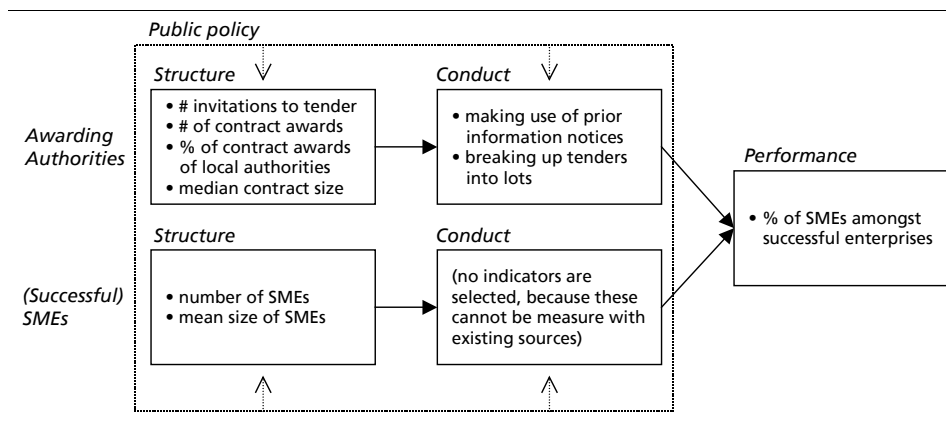 Public policy
Structure
Conduct
• # invitations to tender
• # of contract awards
• % of contract awards
of local authorities
• median contract size
• making use of prior
information notices
• breaking up tenders
into lots
Awarding
Authorities
Performance
• % of SMEs amongst
successful enterprises
Structure
Conduct
(Successful)
SMEs
• number of SMEs
• mean size of SMEs
(no indicators are
selected, because these
cannot be measure with
existing sources)